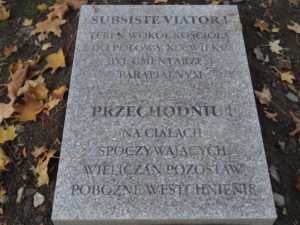 SUBSISTE VIATOR !
TEREN WOKÓŁ KOŚCIOŁA
DO POŁOWY XIX WIEKU
BYŁ CMENTARZEM
PARAFIALNYM
PRZECHODNIU !
NA CIAŁACH
SPOCZYWAJĄCYCH
WIELICZAN POZOSTAW
POBOŻNE WESTCHNIENIE